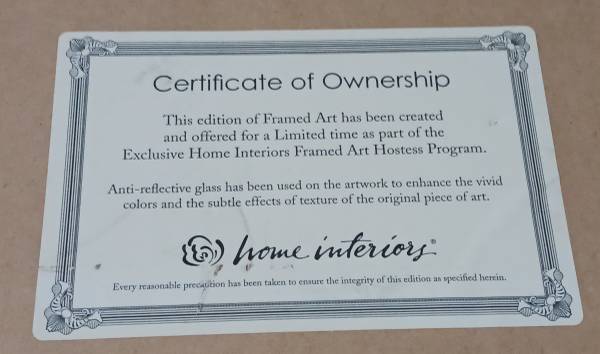 Certificate of Ownership
This edition of Framed Art has been created
and offered for a Limited time as part of the
Exclusive Home Interiors Framed Art Hostess Program.
Anti-reflective glass has been used on the artwork to enhance the vivid
colors and the subtle effects of texture of the original piece of art.
home interiors®
Every reasonable precaution has been taken to ensure the integrity of this edition as specified herein.